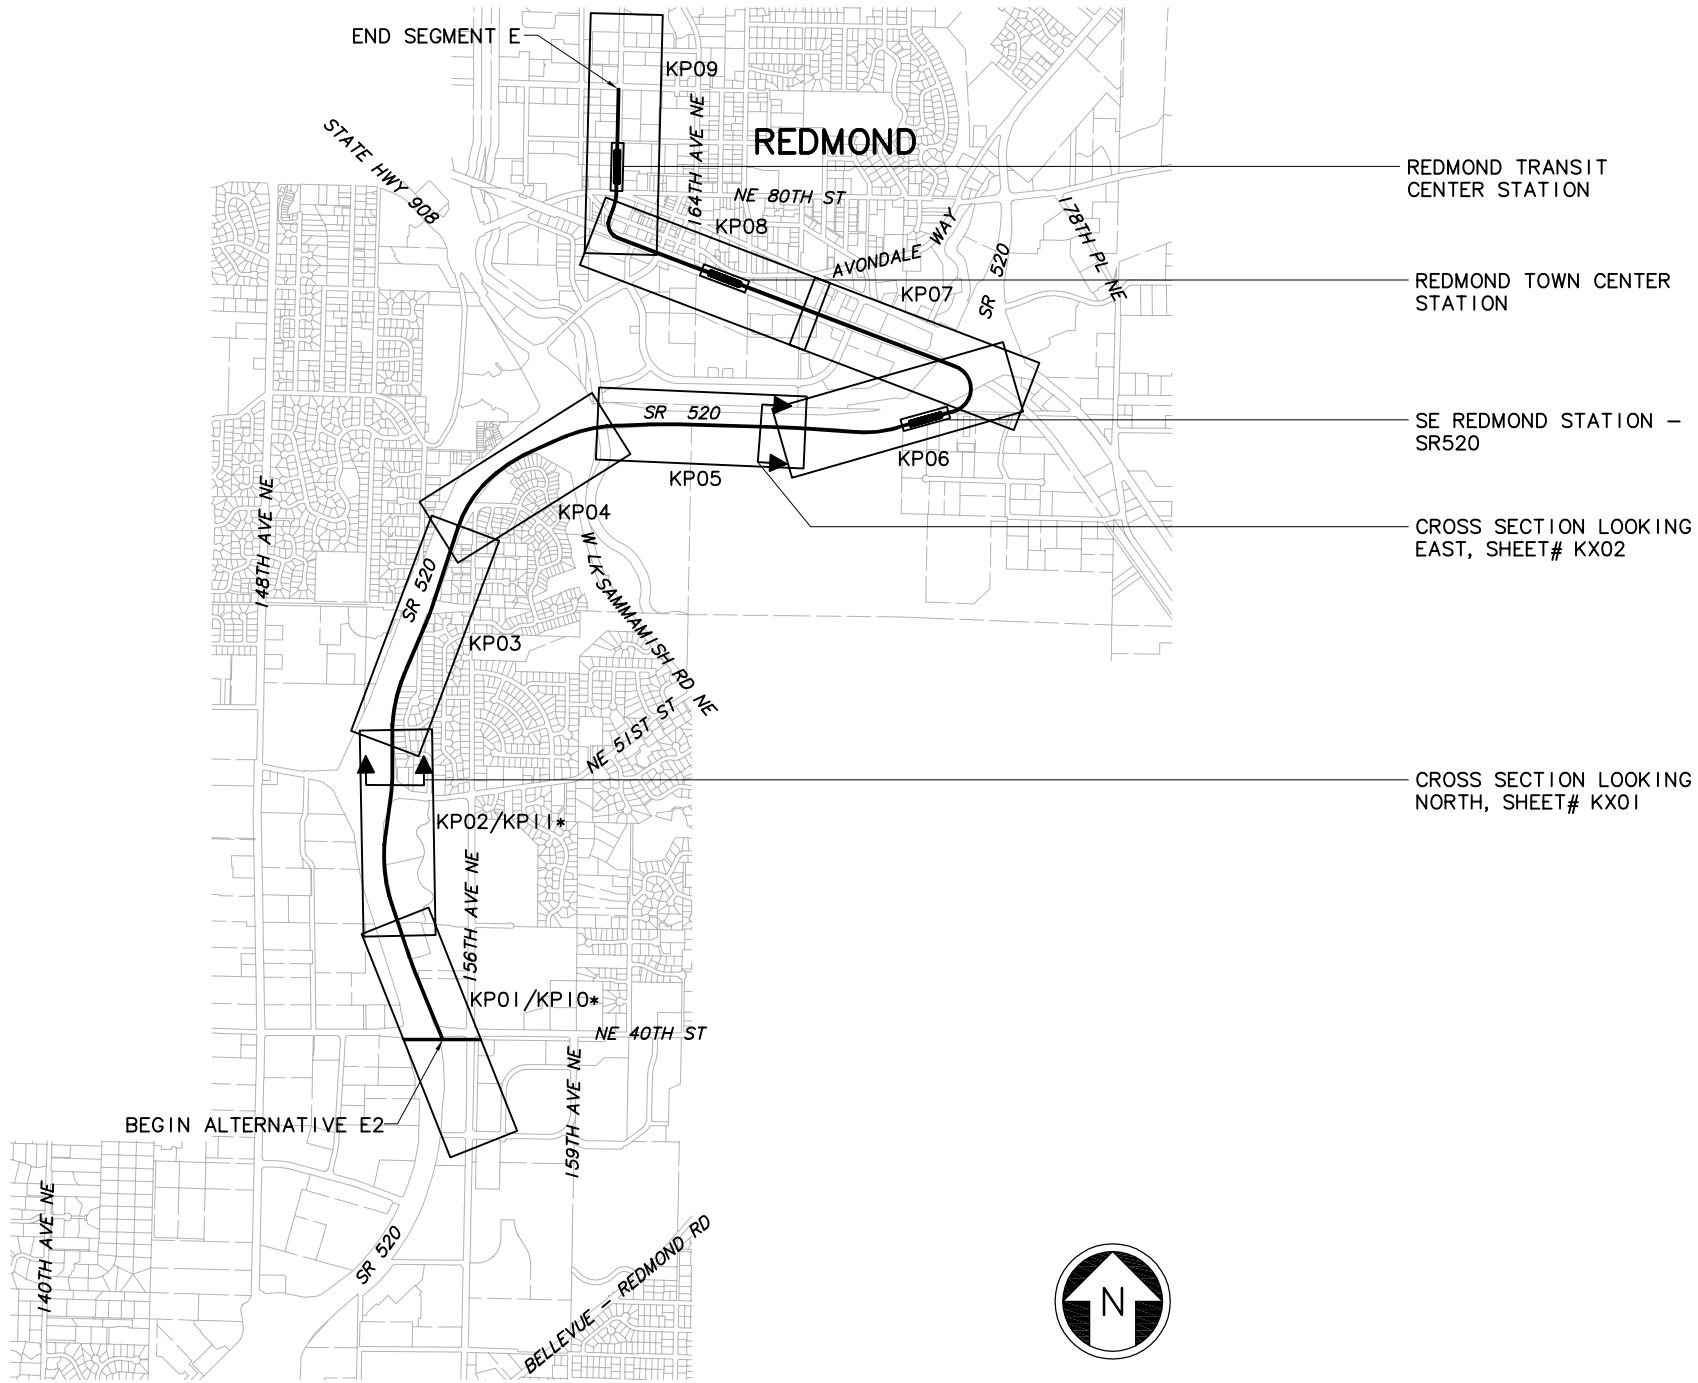 END SEGMENT E
KP09
STATE HWY 908
164TH AVE NE
REDMOND
NE 80TH ST
KP08
AVONDALE WAY
178TH PL NE
SR 520
KP07
REDMOND TRANSIT
CENTER STATION
REDMOND TOWN CENTER
STATION
SR 520
KP05
KP06
SE REDMOND STATION –
SR520
148TH AVE NE
KP04
CROSS SECTION LOOKING
EAST, SHEET# KX02
SR 520
W LK SAMMAMISH RD NE
KP03
NE 51ST ST
CROSS SECTION LOOKING
NORTH, SHEET# KX01
KP02/KP11*
156TH AVE NE
KP01/KP10*
NE 40TH ST
159TH AVE NE
BEGIN ALTERNATIVE E2
140TH AVE NE
SR 520
BELLEVUE – REDMOND RD
N